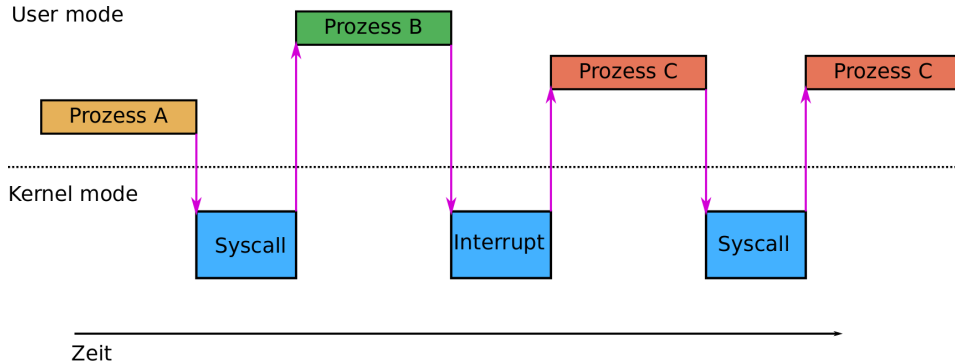 User mode
Prozess B
Prozess C
Prozess C
Prozess A
Kernel mode
Syscall
Interrupt
Syscall
Zeit